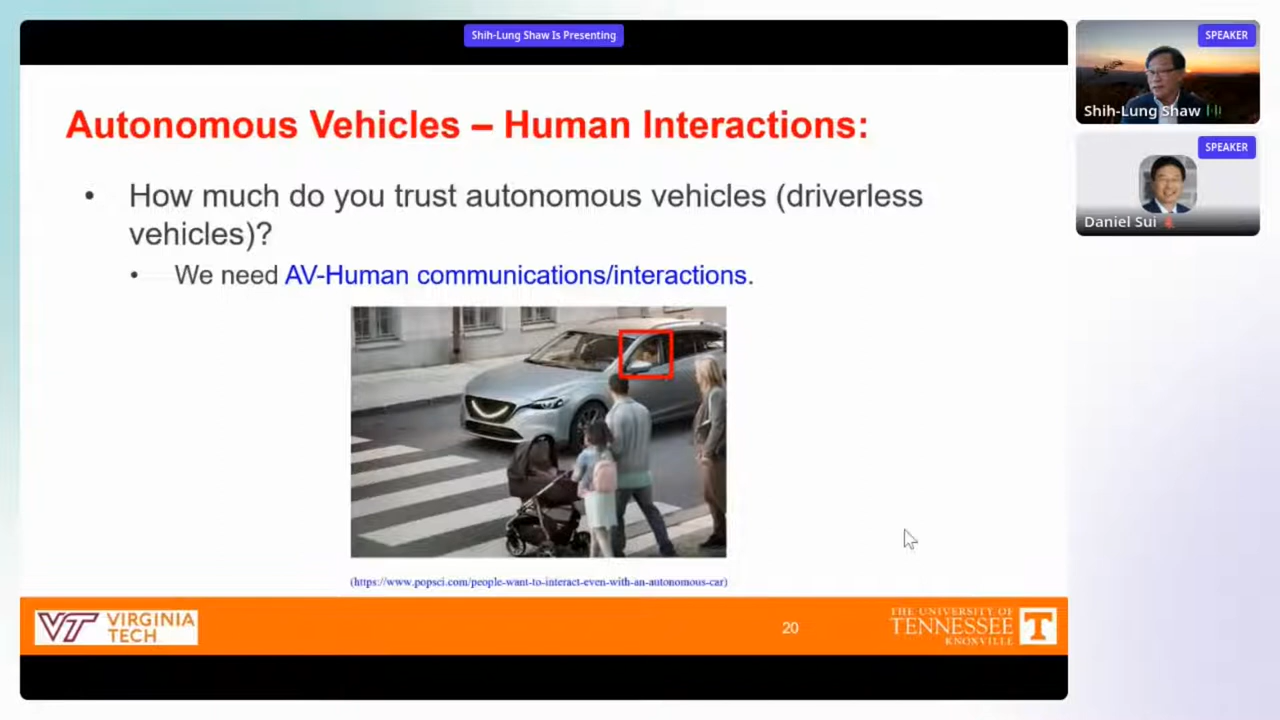 Shih-Lung Shaw Is Presenting
SPEAKER
Shih-Lung Shaw
SPEAKER
Daniel Sui
Autonomous Vehicles – Human Interactions:
• How much do you trust autonomous vehicles (driverless
vehicles)?
• We need AV-Human communications/interactions.
(https://www.popsci.com/people-want-to-interact-even-with-an-autonomous-car)
VT VIRGINIA
TECH
20
THE UNIVERSITY OF
TENNESSEE
KNOXVILLE
T